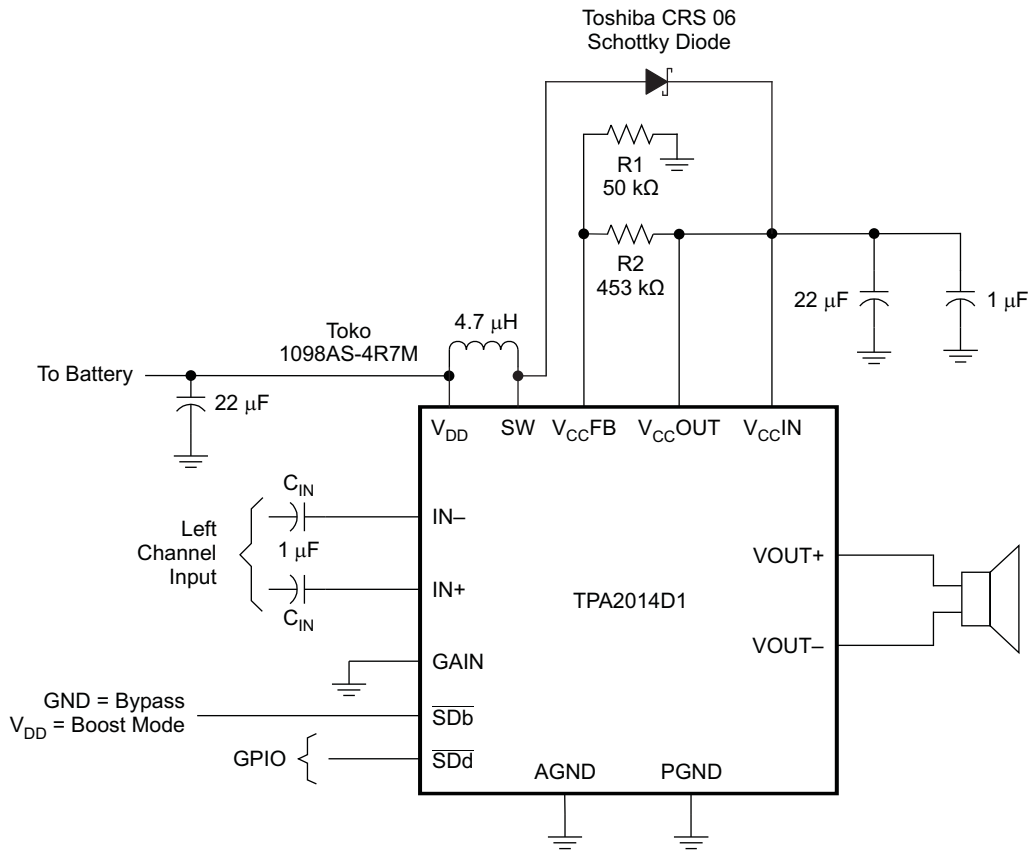 Toshiba CRS 06
Schottky Diode
R1
50 kΩ
R2
453 kΩ
22 μF
1 μF
4.7 μH
Toko
1098AS-4R7M
To Battery
22 μF
VDD
SW
VCCFB
VCCOUT
VCCIN
CIN
IN–
Left
Channel
Input
1 μF
IN+
CIN
VOUT+
TPA2014D1
VOUT–
GAIN
GND = Bypass
VDD = Boost Mode
SDb
GPIO
SDd
AGND
PGND